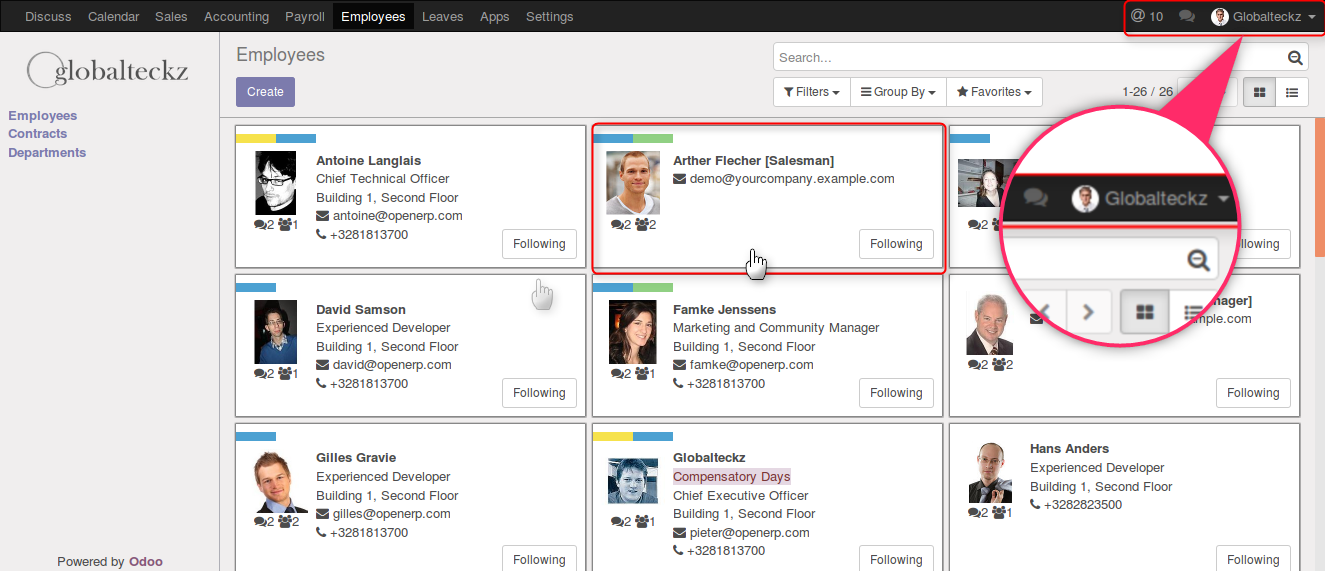 Discuss Calendar Sales Accounting Payroll Employees Leaves Apps Settings @ 10 Globalteckz
globalteckz
Employees
Contracts
Departments
Powered by Odoo
Employees
Search...
Create
Filters Group By Favorites 1-26 / 26
Antoine Langlais
Chief Technical Officer
Building 1, Second Floor
antoine@openerp.com
+3281813700
2 1
Following
Arther Flecher [Salesman]
demo@yourcompany.example.com
2 2
Following
2
Globalteckz
David Samson
Experienced Developer
Building 1, Second Floor
david@openerp.com
+3281813700
2 1
Following
Famke Jenssens
Marketing and Community Manager
Building 1, Second Floor
famke@openerp.com
+3281813700
2 1
Following
2 2
Following
Gilles Gravie
Experienced Developer
Building 1, Second Floor
gilles@openerp.com
+3281813700
2 2
Following
Globalteckz
Compensatory Days
Chief Executive Officer
Building 1, Second Floor
pieter@openerp.com
+3281813700
2 1
Following
Hans Anders
Experienced Developer
Building 1, Second Floor
+3282823500
2 1
Following